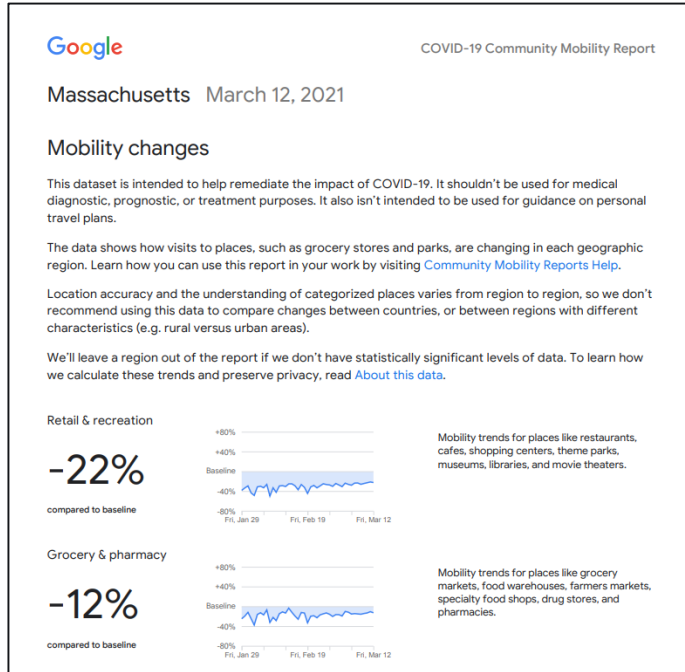 Google
COVID-19 Community Mobility Report
Massachusetts March 12, 2021
Mobility changes
This dataset is intended to help remediate the impact of COVID-19. It shouldn't be used for medical
diagnostic, prognostic, or treatment purposes. It also isn't intended to be used for guidance on personal
travel plans.
The data shows how visits to places, such as grocery stores and parks, are changing in each geographic
region. Learn how you can use this report in your work by visiting Community Mobility Reports Help.
Location accuracy and the understanding of categorized places varies from region to region, so we don't
recommend using this data to compare changes between countries, or between regions with different
characteristics (e.g. rural versus urban areas).
We'll leave a region out of the report if we don't have statistically significant levels of data. To learn how
we calculate these trends and preserve privacy, read About this data.
Retail & recreation
-22%
compared to baseline
+80%
+40%
Baseline
-40%
-80%
Fri, Jan 29 Fri, Feb 19 Fri, Mar 12
Mobility trends for places like restaurants,
cafes, shopping centers, theme parks,
museums, libraries, and movie theaters.
Grocery & pharmacy
-12%
compared to baseline
+80%
+40%
Baseline
-40%
-80%
Fri, Jan 29 Fri, Feb 19 Fri, Mar 12
Mobility trends for places like grocery
markets, food warehouses, farmers markets,
specialty food shops, drug stores, and
pharmacies.